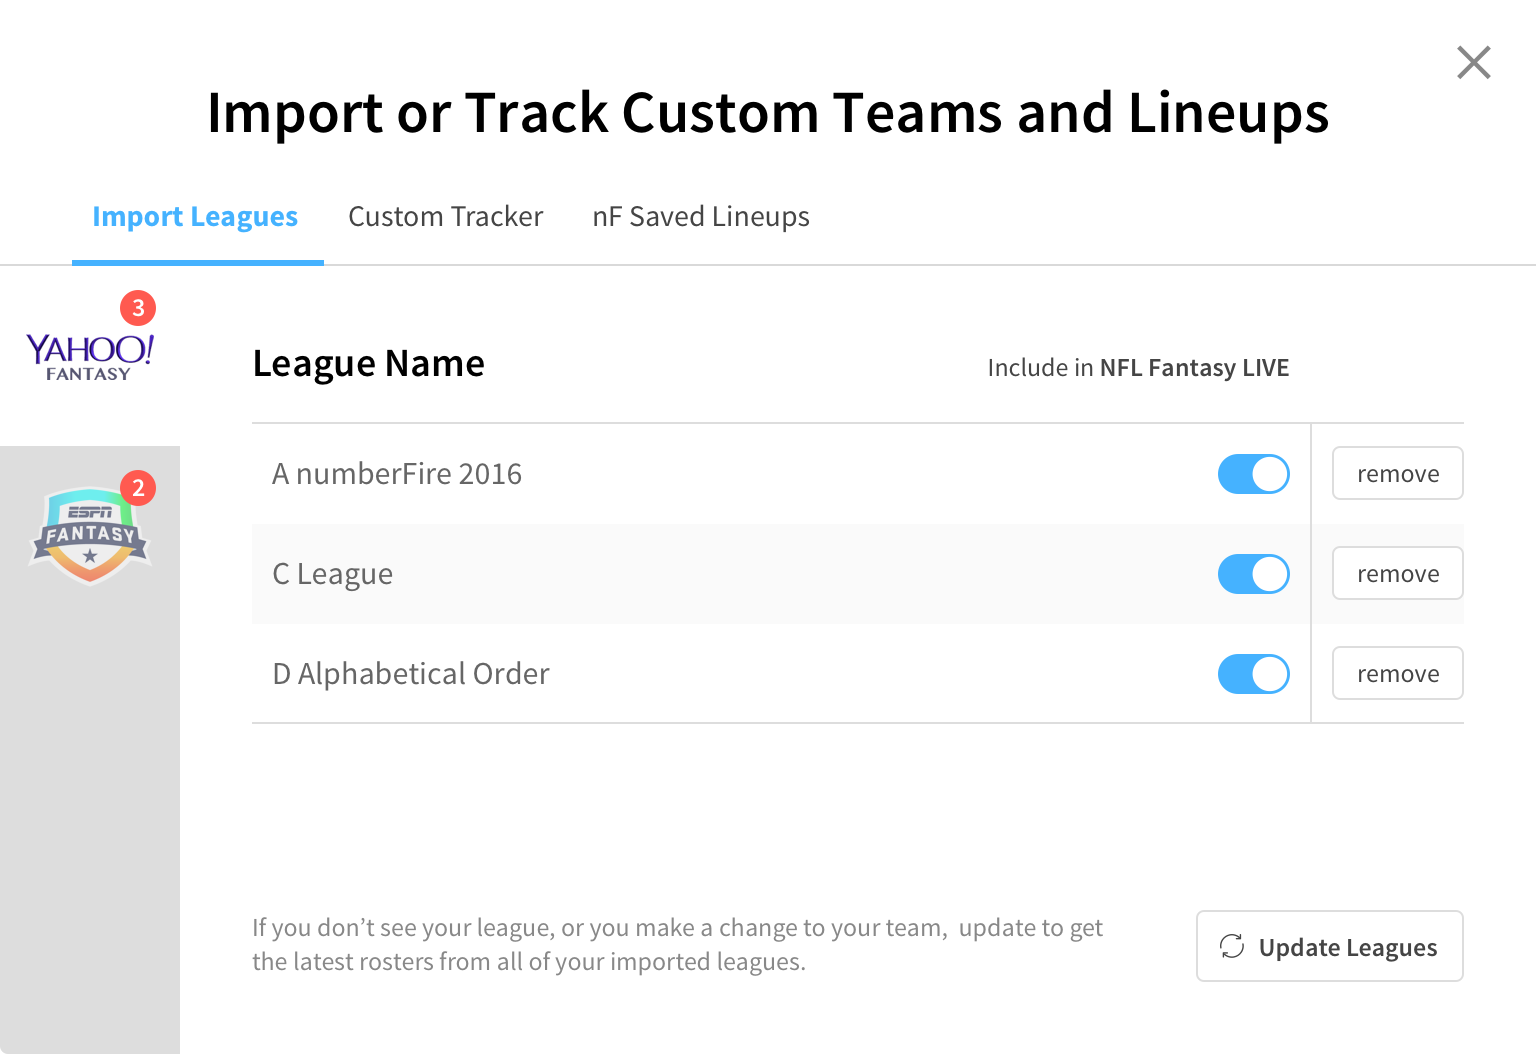 Import or Track Custom Teams and Lineups
Import Leagues
Custom Tracker
nF Saved Lineups
3
YAHOO!
FANTASY
2
ESPN
FANTASY
League Name
Include in NFL Fantasy LIVE
A numberFire 2016
remove
C League
remove
D Alphabetical Order
remove
If you don’t see your league, or you make a change to your team,  update to get
the latest rosters from all of your imported leagues.
Update Leagues